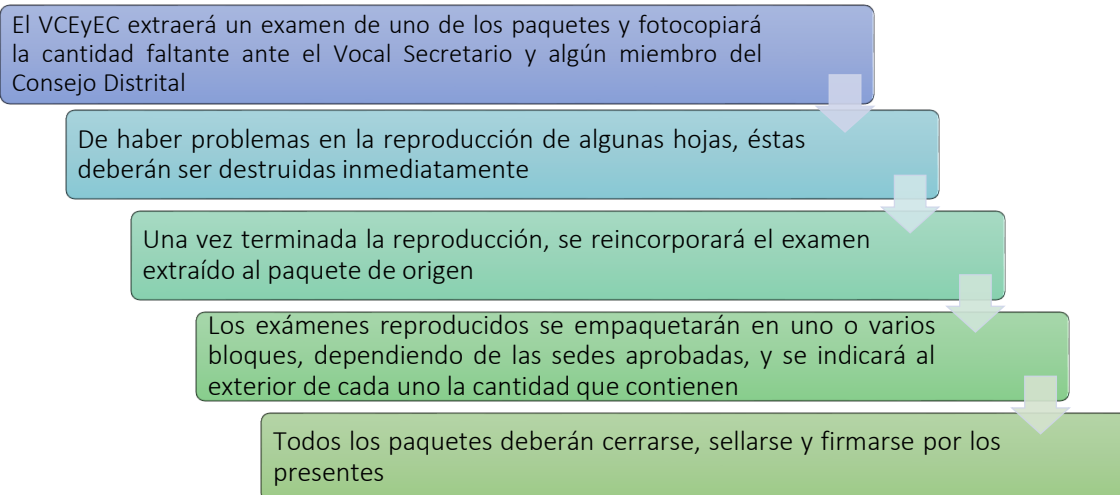 El VCEyEC extraerá un examen de uno de los paquetes y fotocopiará
la cantidad faltante ante el Vocal Secretario y algún miembro del
Consejo Distrital
De haber problemas en la reproducción de algunas hojas, éstas
deberán ser destruidas inmediatamente
Una vez terminada la reproducción, se reincorporará el examen
extraído al paquete de origen
Los exámenes reproducidos se empaquetarán en uno o varios
bloques, dependiendo de las sedes aprobadas, y se indicará al
exterior de cada uno la cantidad que contienen
Todos los paquetes deberán cerrarse, sellarse y firmarse por los
presentes